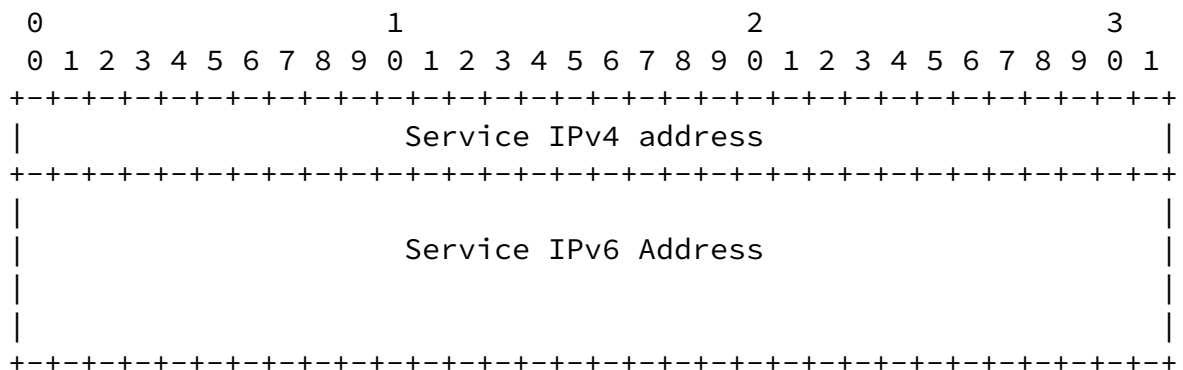 0                   1                   2                   3
0 1 2 3 4 5 6 7 8 9 0 1 2 3 4 5 6 7 8 9 0 1 2 3 4 5 6 7 8 9 0 1
+-+-+-+-+-+-+-+-+-+-+-+-+-+-+-+-+-+-+-+-+-+-+-+-+-+-+-+-+-+-+-+-+
|                     Service IPv4 address                      |
+-+-+-+-+-+-+-+-+-+-+-+-+-+-+-+-+-+-+-+-+-+-+-+-+-+-+-+-+-+-+-+-+
|                                                               |
|                     Service IPv6 Address                      |
|                                                               |
|                                                               |
+-+-+-+-+-+-+-+-+-+-+-+-+-+-+-+-+-+-+-+-+-+-+-+-+-+-+-+-+-+-+-+-+